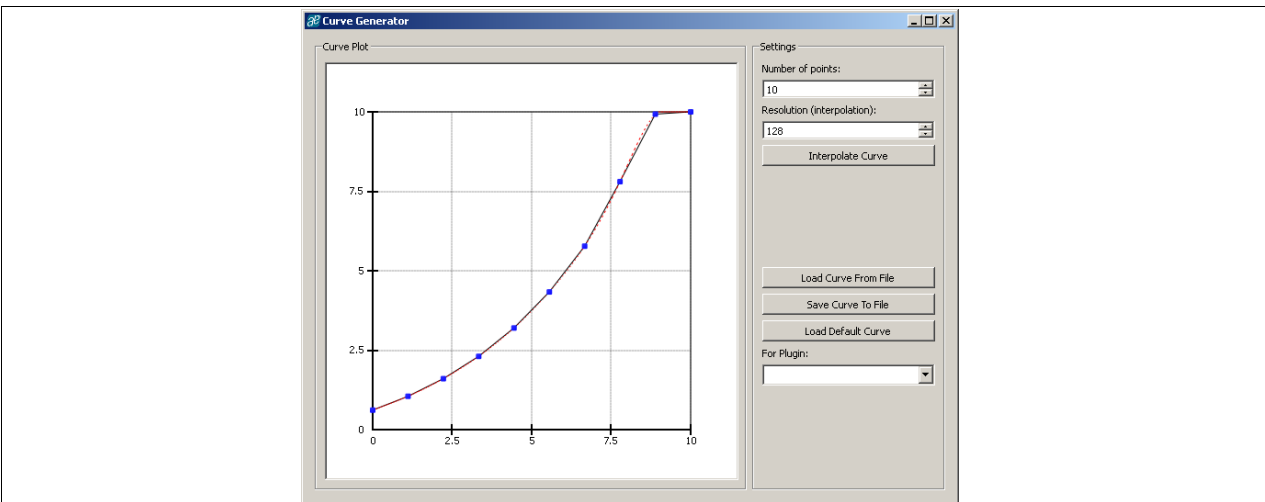 Curve Generator
Curve Plot
10
7.5
5
2.5
0
0 2.5 5 7.5 10
Settings
Number of points:
10
Resolution (interpolation):
128
Interpolate Curve
Load Curve From File
Save Curve To File
Load Default Curve
For Plugin: